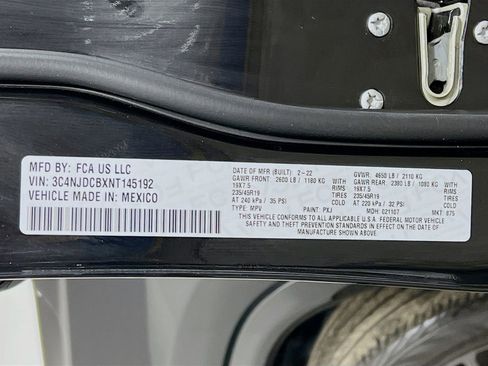 MFD BY: FCA US LLC
VIN: 3C4NJDCBXNT145192
VEHICLE MADE IN: MEXICO
DATE OF MFR (BUILT): 2-22 GVWR: 4650 LB / 2110 KG
GAWR FRONT 2600 LB / 1180 KG WITH TIRES GAWR REAR: 2380 LB / 1080 KG WITH TIRES
19X7.5 19X7.5
235/45R19 235/45R19
AT 240 kPa / 35 PSI) COLD AT 220 kPa / 32 PSI COLD
TYPE: MPV PAINT: PXJ MDH: 021107 MKT: 875
THIS VEHICLE CONFORMS TO ALL APPLICABLE U.S.A. FEDERAL MOTOR VEHICLE
SAFETY AND THEFT PREVENTION STANDARDS IN EFFECT ON THE DATE OF
MANUFACTURE SHOWN ABOVE.